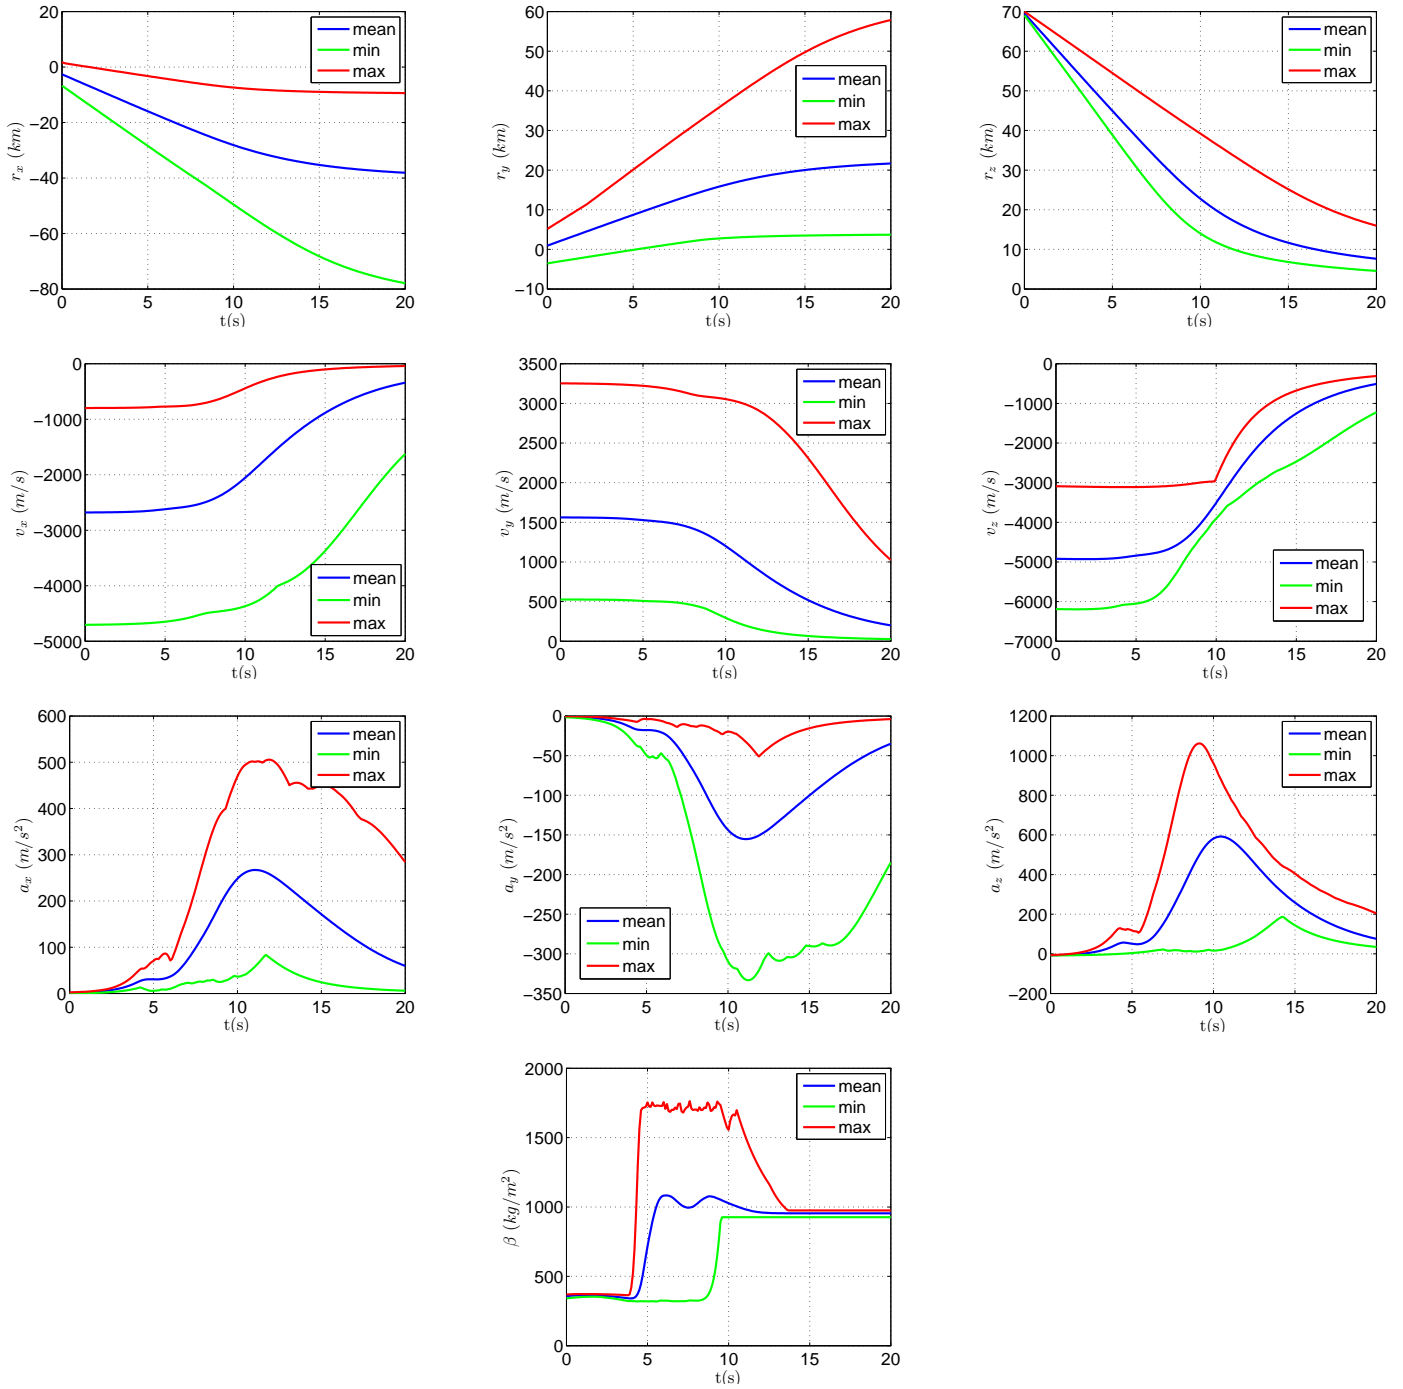 20
0
−20
−40
−60
−80
r_x (km)
0 5 10 15 20
t(s)
mean
min
max
60
50
40
30
20
10
0
−10
r_y (km)
0 5 10 15 20
t(s)
mean
min
max
70
60
50
40
30
20
10
0
r_z (km)
0 5 10 15 20
t(s)
mean
min
max
0
−1000
−2000
−3000
−4000
−5000
v_x (m/s)
0 5 10 15 20
t(s)
mean
min
max
3500
3000
2500
2000
1500
1000
500
0
v_y (m/s)
0 5 10 15 20
t(s)
mean
min
max
0
−1000
−2000
−3000
−4000
−5000
−6000
−7000
v_z (m/s)
0 5 10 15 20
t(s)
mean
min
max
600
500
400
300
200
100
0
a_x (m/s²)
0 5 10 15 20
t(s)
mean
min
max
0
−50
−100
−150
−200
−250
−300
−350
a_y (m/s²)
0 5 10 15 20
t(s)
mean
min
max
1200
1000
800
600
400
200
0
−200
a_z (m/s²)
0 5 10 15 20
t(s)
mean
min
max
2000
1500
1000
500
0
β (kg/m²)
0 5 10 15 20
t(s)
mean
min
max